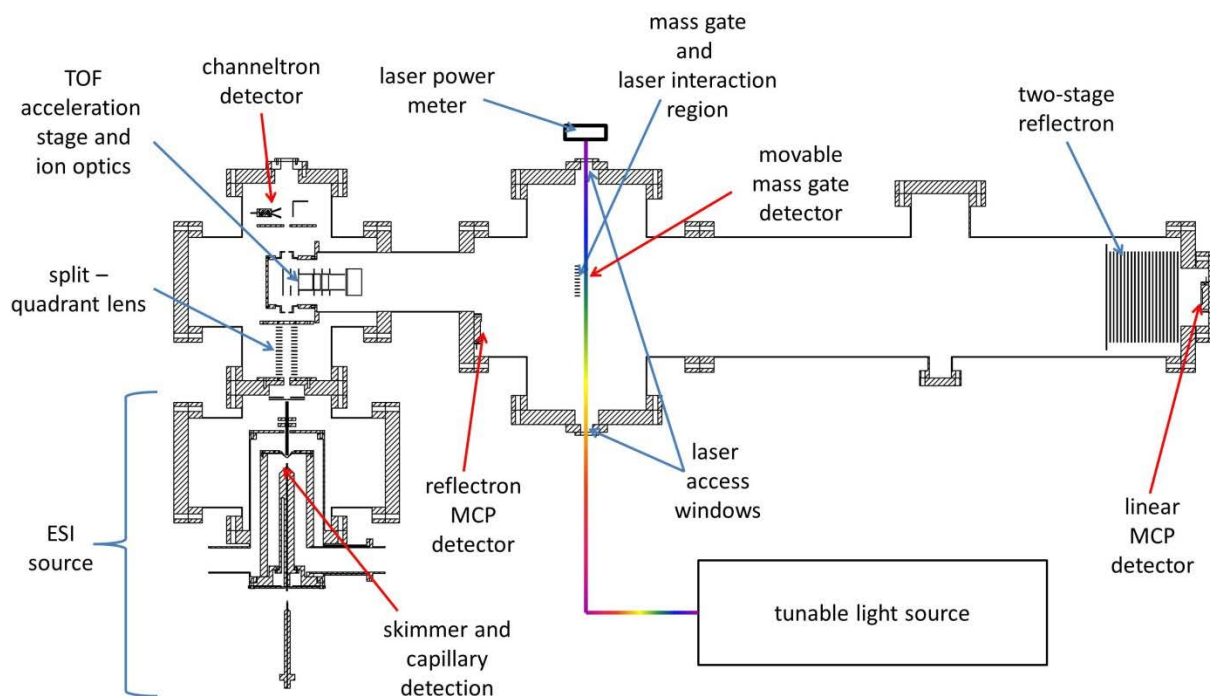 TOF
acceleration
stage and
ion optics
channeltron
detector
laser power
meter
mass gate
and
laser interaction
region
two-stage
reflectron
movable
mass gate
detector
split –
quadrant lens
ESI
source
reflectron
MCP
detector
laser
access
windows
linear
MCP
detector
skimmer and
capillary
detection
tunable light source